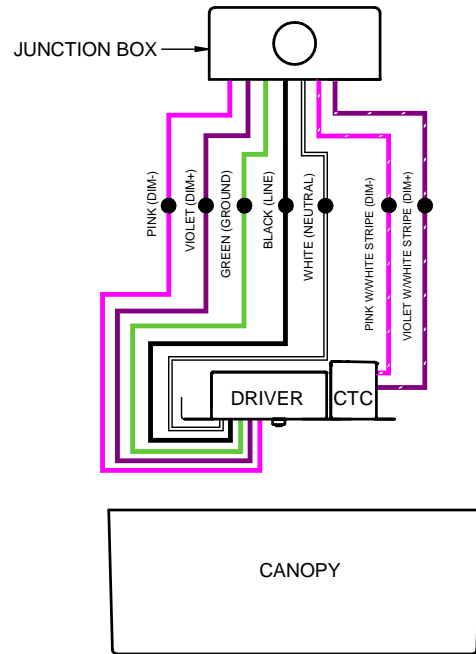 JUNCTION BOX
PINK (DIM-)
VIOLET (DIM+)
GREEN (GROUND)
BLACK (LINE)
WHITE (NEUTRAL)
PINK W/WHITE STRIPE (DIM-)
VIOLET W/WHITE STRIPE (DIM+)
DRIVER
CTC
CANOPY